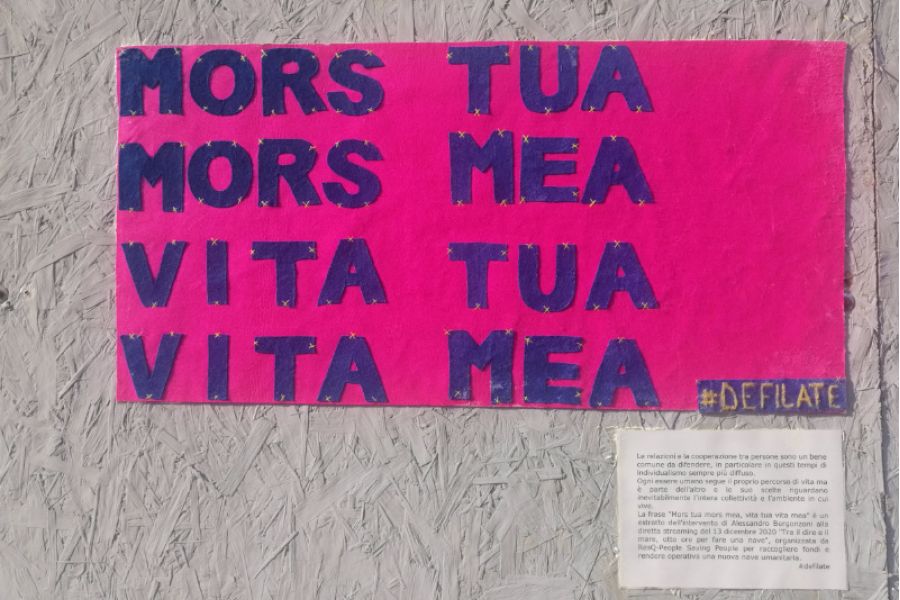 MORS TUA
MORS MEA
VITA TUA
VITA MEA
#DEFILATE
Le relazioni e la cooperazione tra persone sono un bene
comune da difendere, in particolare in questi tempi di
individualismo sempre più diffuso.
Ogni essere umano segue il proprio percorso di vita ma
è parte dell'altro e le sue scelte riguardano
inevitabilmente l'intera collettività e l'ambiente in cui
vive.
La frase "Mors tua mors mea, vita tua vita mea" è un
estratto dell'intervento di Alessandro Bergonzoni alla
diretta streaming del 13 dicembre 2020 "Tra il dire e il
mare, otto ore per fare una nave", organizzata da
ResQ-People Saving People per raccogliere fondi e
rendere operativa una nuova nave umanitaria.
#defilate